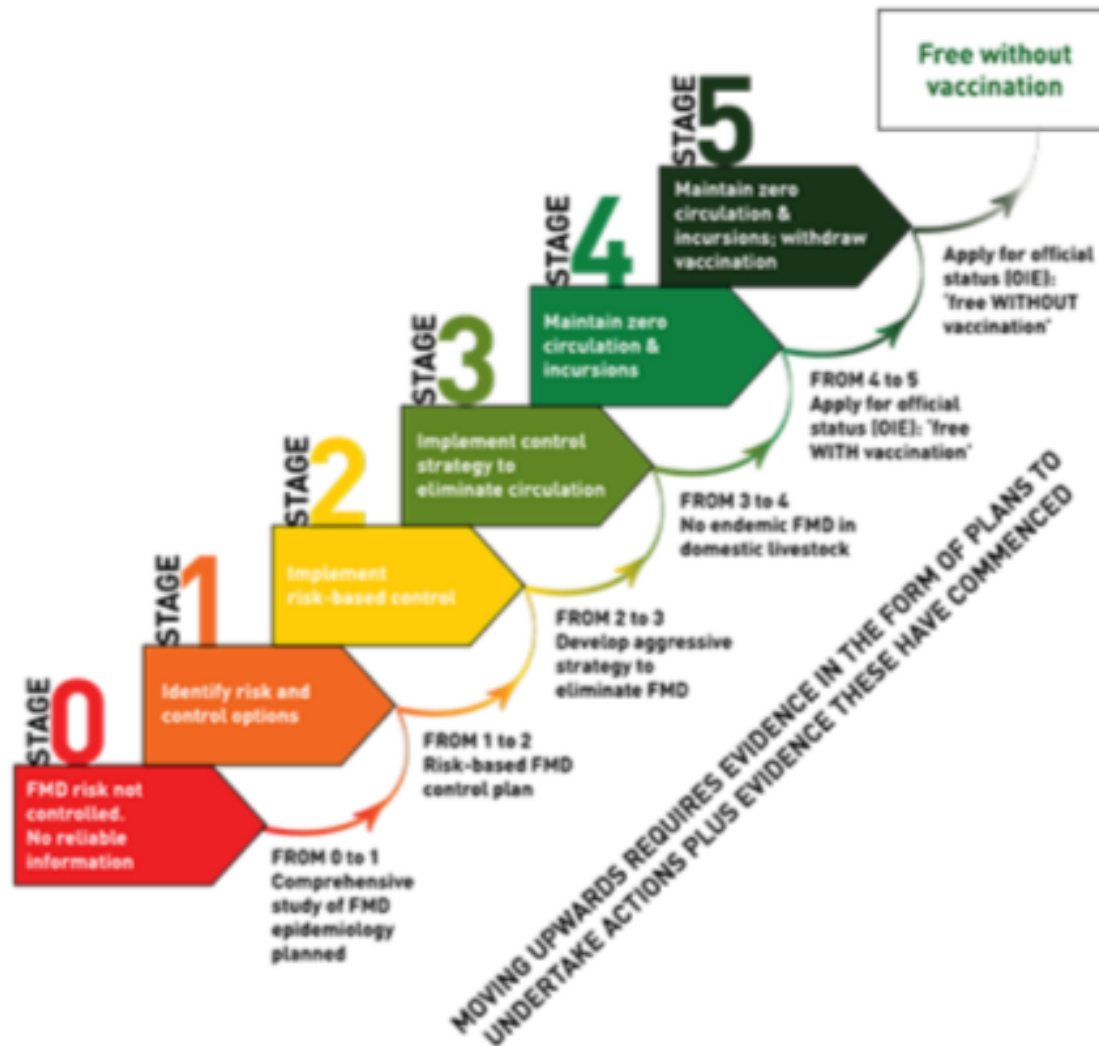 STAGE 0
FMD risk not
controlled.
No reliable
information
FROM 0 to 1
Comprehensive
study of FMD
epidemiology
planned
STAGE 1
Identify risk and
control options
FROM 1 to 2
Risk-based FMD
control plan
STAGE 2
Implement
risk-based control
FROM 2 to 3
Develop aggressive
strategy to
eliminate FMD
STAGE 3
Implement control
strategy to
eliminate circulation
FROM 3 to 4
No endemic FMD in
domestic livestock
STAGE 4
Maintain zero
circulation &
incursions
FROM 4 to 5
Apply for official
status (OIE): "free
WITH vaccination"
STAGE 5
Maintain zero
circulation &
incursions; withdraw
vaccination
Apply for official
status (OIE):
"free WITHOUT
vaccination"
Free without
vaccination
MOVING UPWARDS REQUIRES EVIDENCE IN THE FORM OF PLANS TO
UNDERTAKE ACTIONS PLUS EVIDENCE THESE HAVE COMMENCED